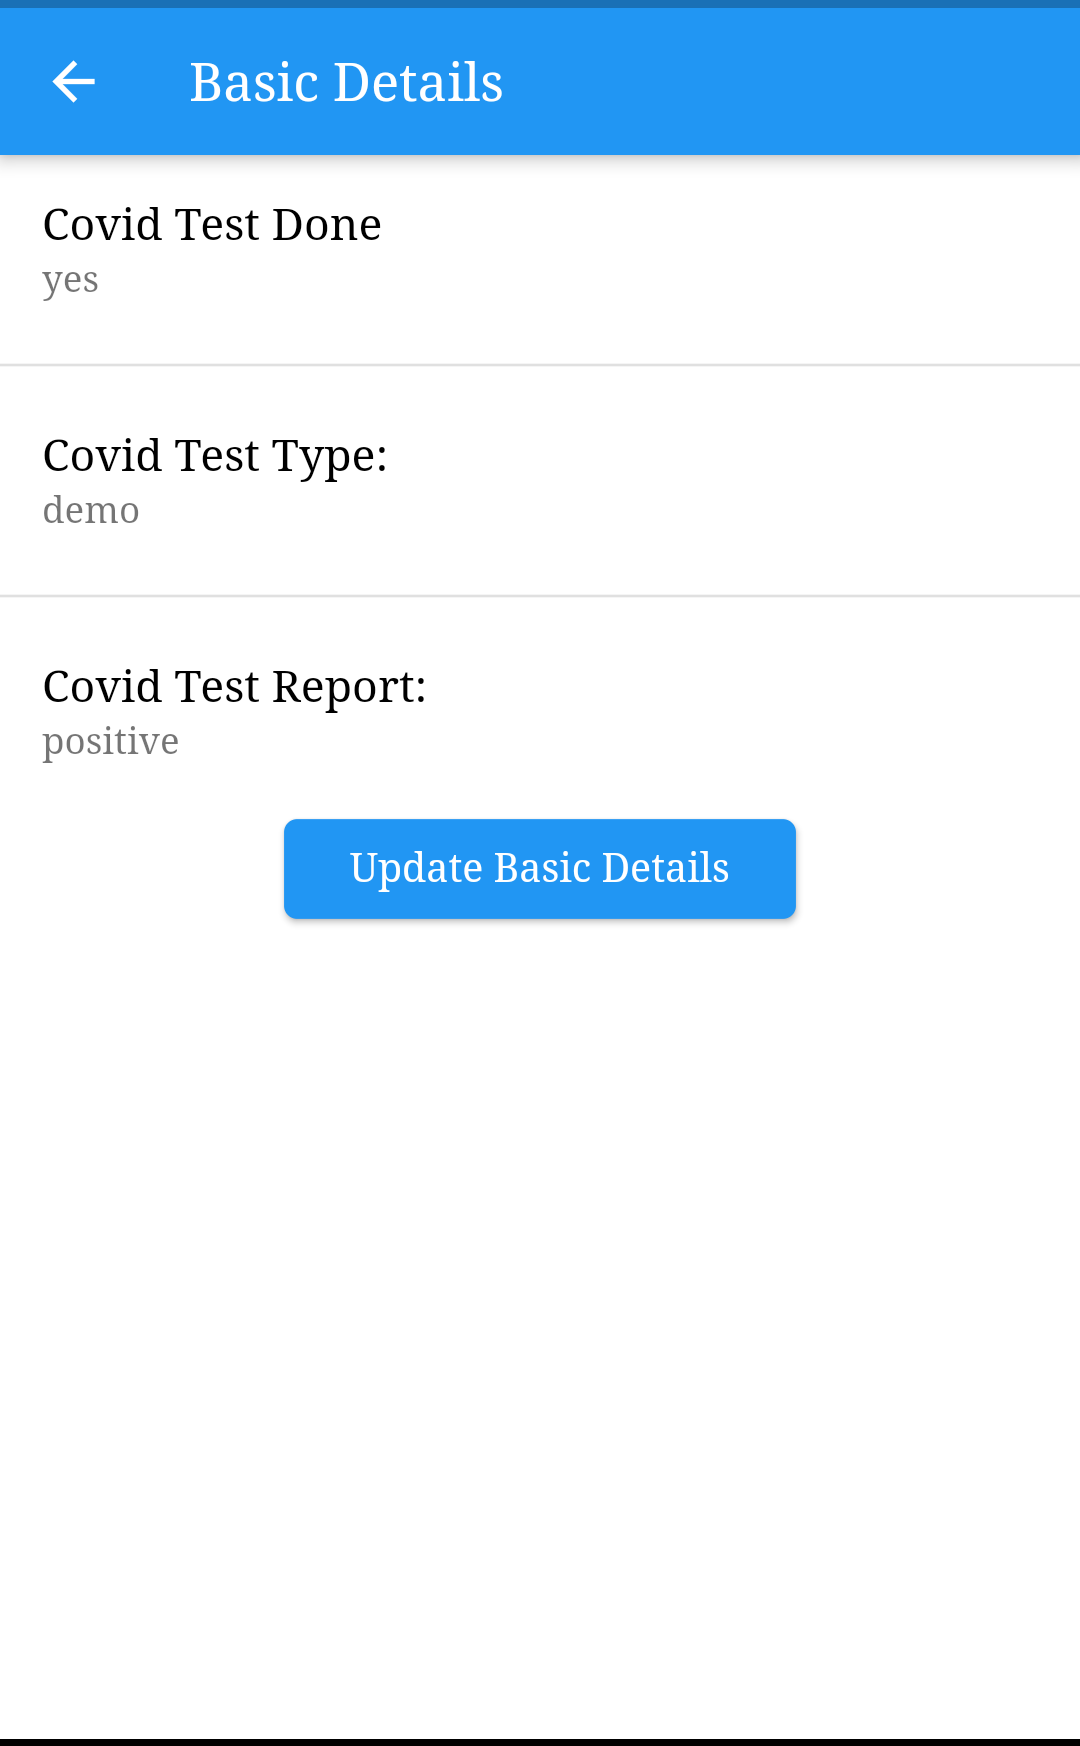 Basic Details
Covid Test Done
yes
Covid Test Type:
demo
Covid Test Report:
positive
Update Basic Details